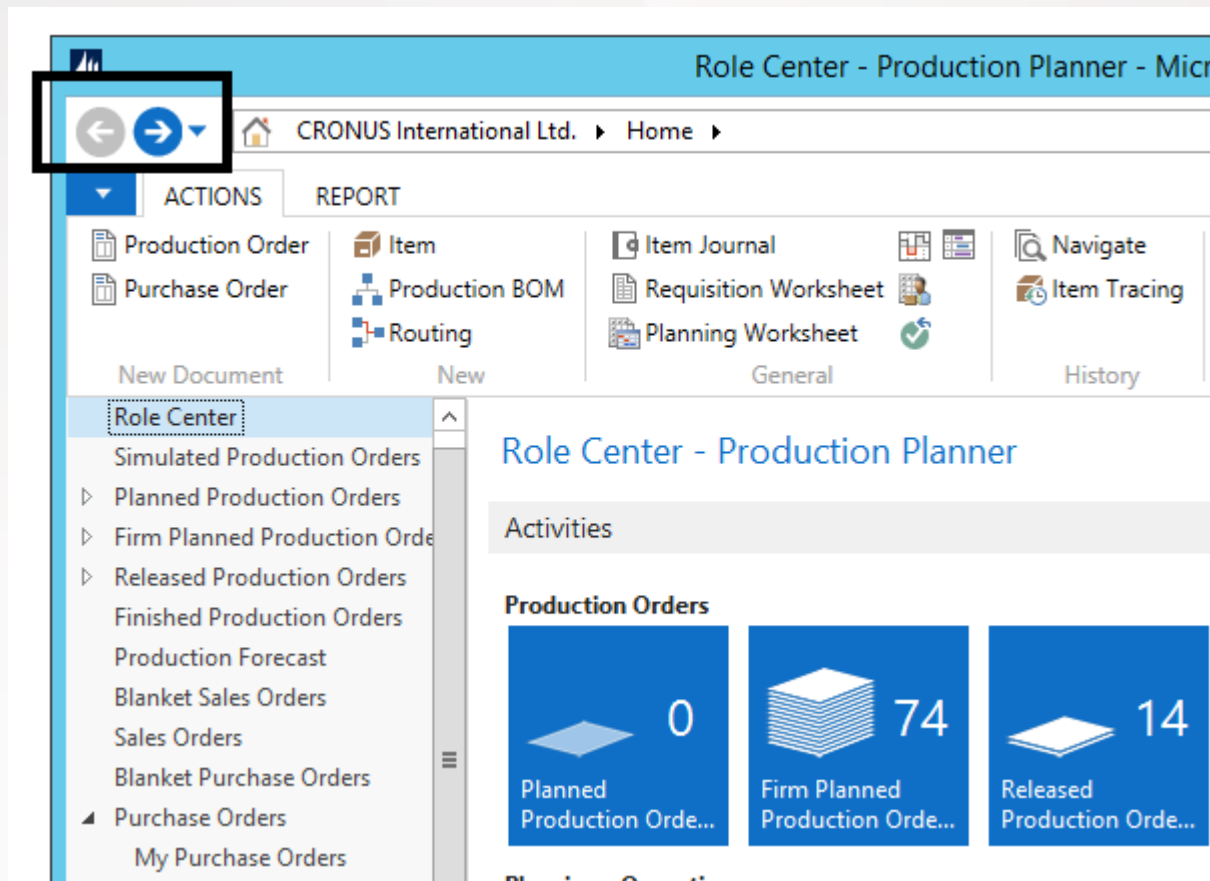 Role Center - Production Planner - Micr
CRONUS International Ltd. Home
ACTIONS REPORT
Production Order Item Item Journal Navigate
Purchase Order Production BOM Requisition Worksheet Item Tracing
Routing Planning Worksheet
New Document New General History
Role Center
Simulated Production Orders
Planned Production Orders
Firm Planned Production Orde
Released Production Orders
Finished Production Orders
Production Forecast
Blanket Sales Orders
Sales Orders
Blanket Purchase Orders
Purchase Orders
My Purchase Orders
Role Center - Production Planner
Activities
Production Orders
0
Planned
Production Orde...
74
Firm Planned
Production Orde...
14
Released
Production Orde...